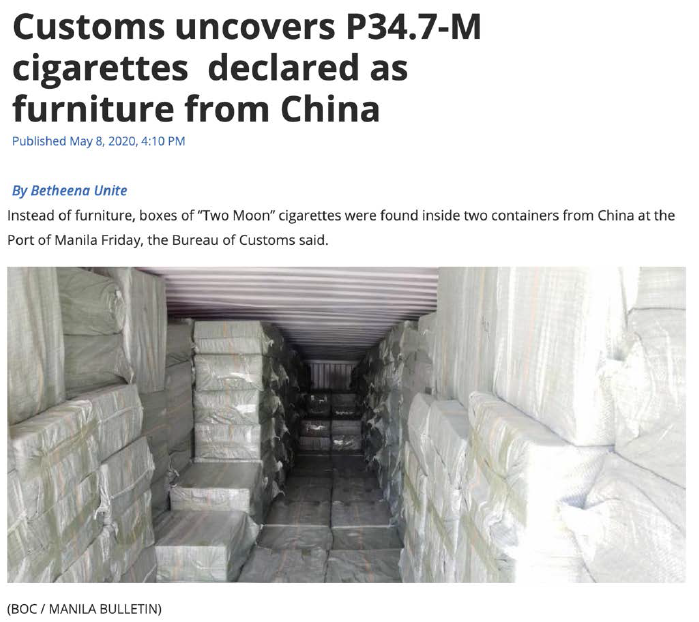 Customs uncovers P34.7-M
cigarettes declared as
furniture from China
Published May 8, 2020, 4:10 PM
By Betheena Unite
Instead of furniture, boxes of “Two Moon” cigarettes were found inside two containers from China at the
Port of Manila Friday, the Bureau of Customs said.
(BOC / MANILA BULLETIN)